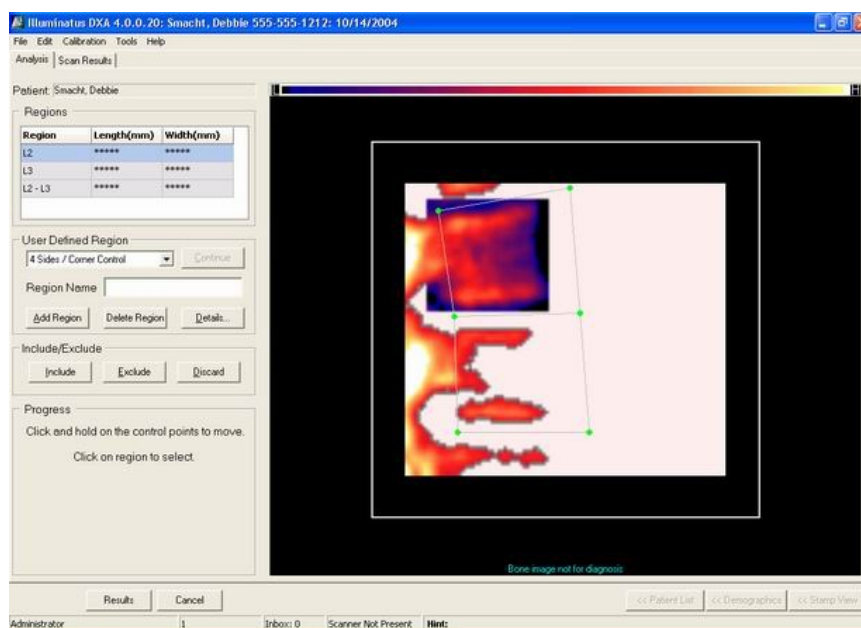 Illuminatus DXA 4.0.0.20: Smacht, Debbie 555-555-1212: 10/14/2004
File Edit Calibration Tools Help
Analysis Scan Results
Patient: Smacht, Debbie
L H
Regions
Region Length(mm) Width(mm)
L2 ***** *****
L3 ***** *****
L2 - L3 ***** *****
User Defined Region
4 Sides / Corner Control Continue
Region Name
Add Region Delete Region Details...
Include/Exclude
Include Exclude Discard
Progress
Click and hold on the control points to move.
Click on region to select.
Bone image not for diagnosis
Results Cancel << Patient List << Demographics << Stamp View
Administrator 1 Inbox: 0 Scanner Not Present Hint: